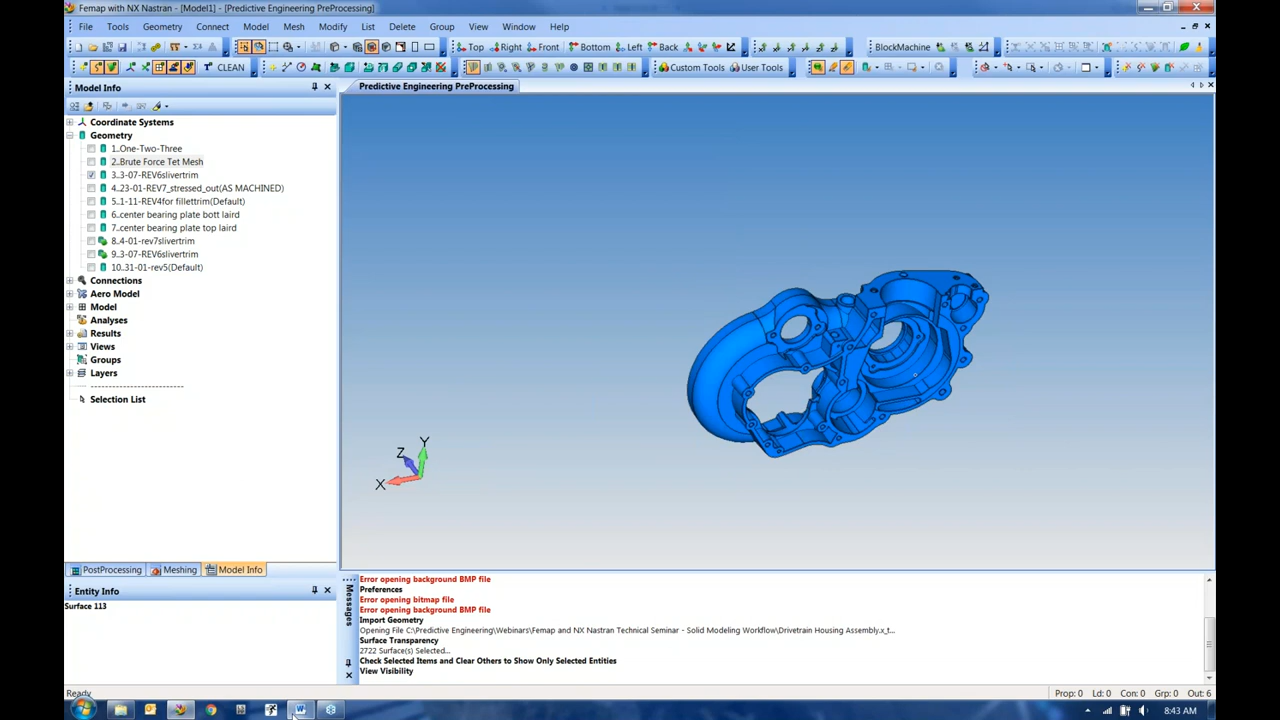 Femap with NX Nastran - [Model1] - [Predictive Engineering PreProcessing]
File Tools Geometry Connect Model Mesh Modify List Delete Group View Window Help
Top Right Front Bottom Left Back BlockMachine
CLEAN Custom Tools User Tools
Model Info
Predictive Engineering PreProcessing
Coordinate Systems
Geometry
1..One-Two-Three
2..Brute Force Tet Mesh
3..3-07-REV6slivertrim
4..23-01-REV7_stressed_out(AS MACHINED)
5..1-11-REV4for fillettrim(Default)
6..center bearing plate bott laird
7..center bearing plate top laird
8..4-01-rev7slivertrim
9..3-07-REV6slivertrim
10..31-01-rev5(Default)
Connections
Aero Model
Model
Analyses
Results
Views
Groups
Layers
Selection List
Y
Z
X
PostProcessing Meshing Model Info
Entity Info
Surface 113
Messages
Error opening background BMP file
Preferences
Error opening bitmap file
Error opening background BMP file
Import Geometry
Opening File C:\Predictive Engineering\Webinars\Femap and NX Nastran Technical Seminar - Solid Modeling Workflow\Drivetrain Housing Assembly.x_t...
Surface Transparency
2722 Surface(s) Selected...
Check Selected Items and Clear Others to Show Only Selected Entities
View Visibility
Ready
Prop: 0 Ld: 0 Con: 0 Grp: 0 Out: 6
8:43 AM